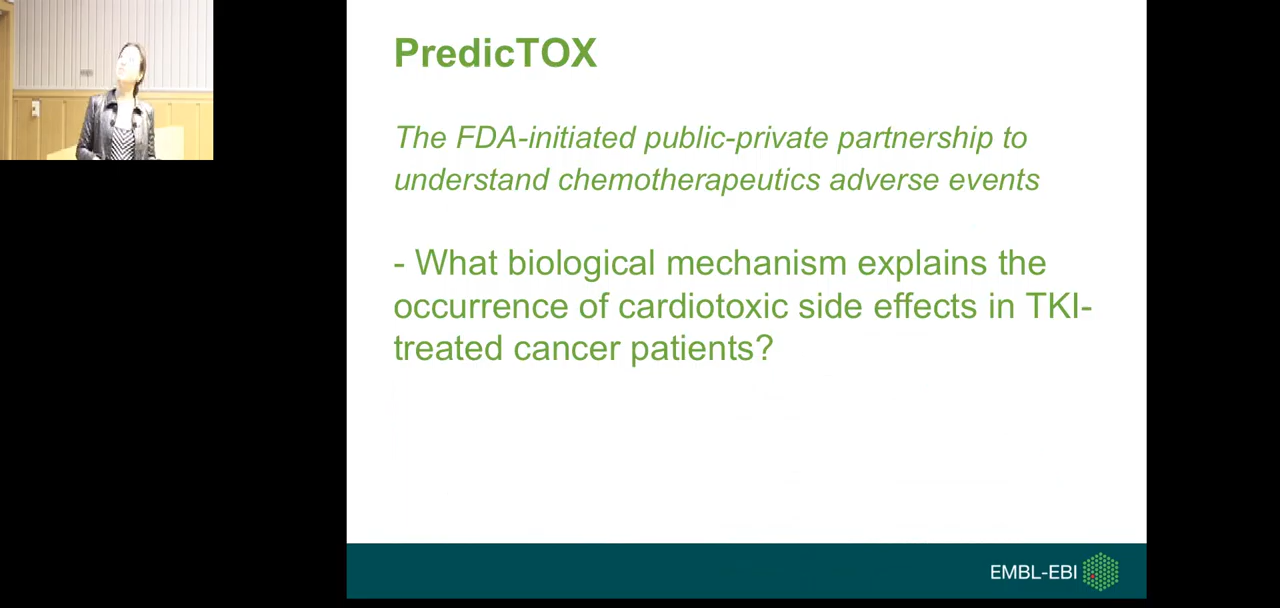 PredicTOX
The FDA-initiated public-private partnership to
understand chemotherapeutics adverse events
- What biological mechanism explains the
occurrence of cardiotoxic side effects in TKI-
treated cancer patients?
EMBL-EBI